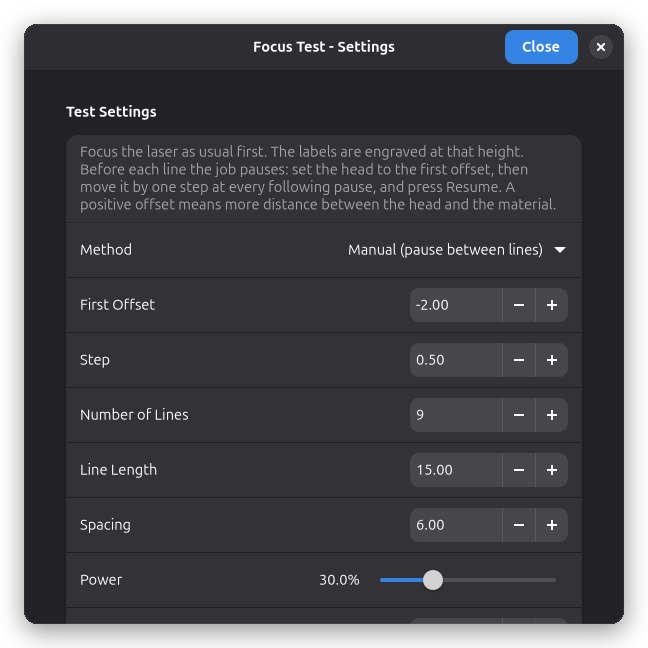 Focus Test - Settings
Close
Test Settings
Focus the laser as usual first. The labels are engraved at that height.
Before each line the job pauses: set the head to the first offset, then
move it by one step at every following pause, and press Resume. A
positive offset means more distance between the head and the material.
Method
Manual (pause between lines)
First Offset
-2.00
Step
0.50
Number of Lines
9
Line Length
15.00
Spacing
6.00
Power
30.0%